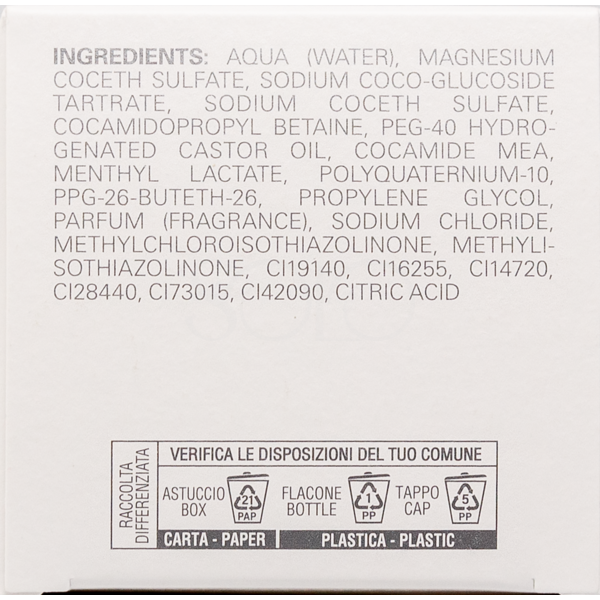 INGREDIENTS: AQUA (WATER), MAGNESIUM
COCETH SULFATE, SODIUM COCO-GLUCOSIDE
TARTRATE, SODIUM COCETH SULFATE,
COCAMIDOPROPYL BETAINE, PEG-40 HYDRO-
GENATED CASTOR OIL, COCAMIDE MEA,
MENTHYL LACTATE, POLYQUATERNIUM-10,
PPG-26-BUTETH-26, PROPYLENE GLYCOL,
PARFUM (FRAGRANCE), SODIUM CHLORIDE,
METHYLCHLOROISOTHIAZOLINONE, METHYLI-
SOTHIAZOLINONE, CI19140, CI16255, CI14720,
CI28440, CI73015, CI42090, CITRIC ACID
RACCOLTA
DIFFERENZIATA
VERIFICA LE DISPOSIZIONI DEL TUO COMUNE
ASTUCCIO
BOX
21
PAP
FLACONE
BOTTLE
1
PP
TAPPO
CAP
5
PP
CARTA - PAPER
PLASTICA - PLASTIC